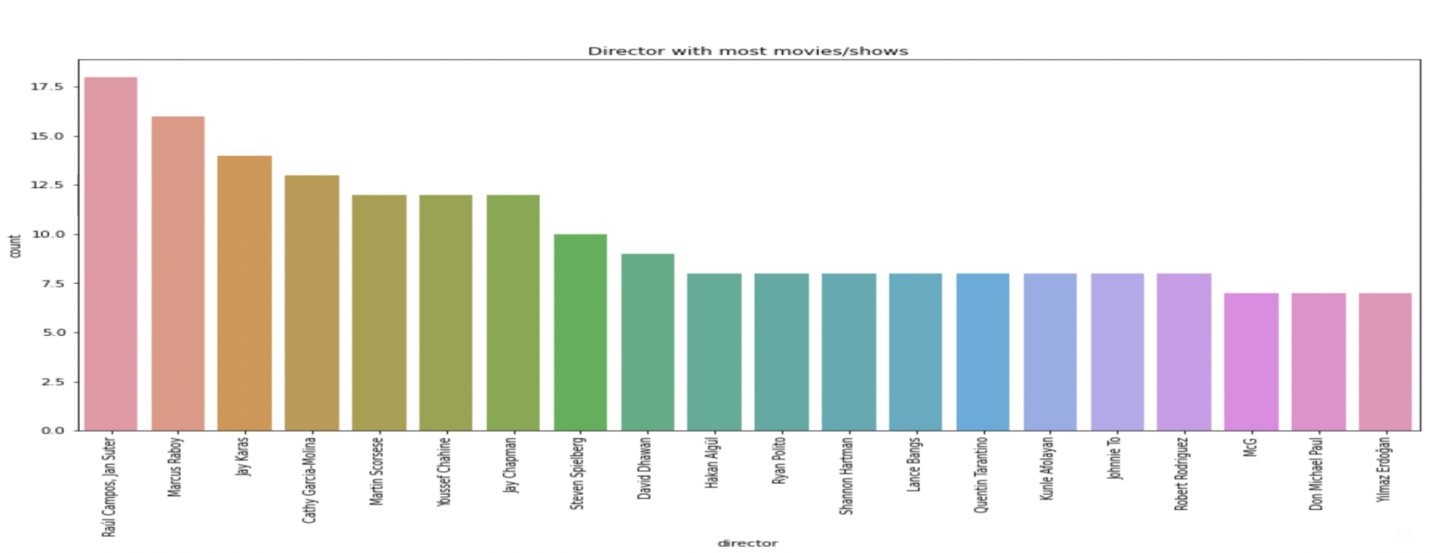 Director with most movies/shows
17.5
15.0
12.5
10.0
7.5
5.0
2.5
0.0
count
Raúl Campos, Jan Suter
Marcus Raboy
Jay Karas
Cathy Garcia-Molina
Martin Scorsese
Youssef Chahine
Jay Chapman
Steven Spielberg
David Dhawan
Hakan Algül
Ryan Polito
Shannon Hartman
Lance Bangs
Quentin Tarantino
Kunle Afolayan
Johnnie To
Robert Rodriguez
McG
Don Michael Paul
Yılmaz Erdoğan
director